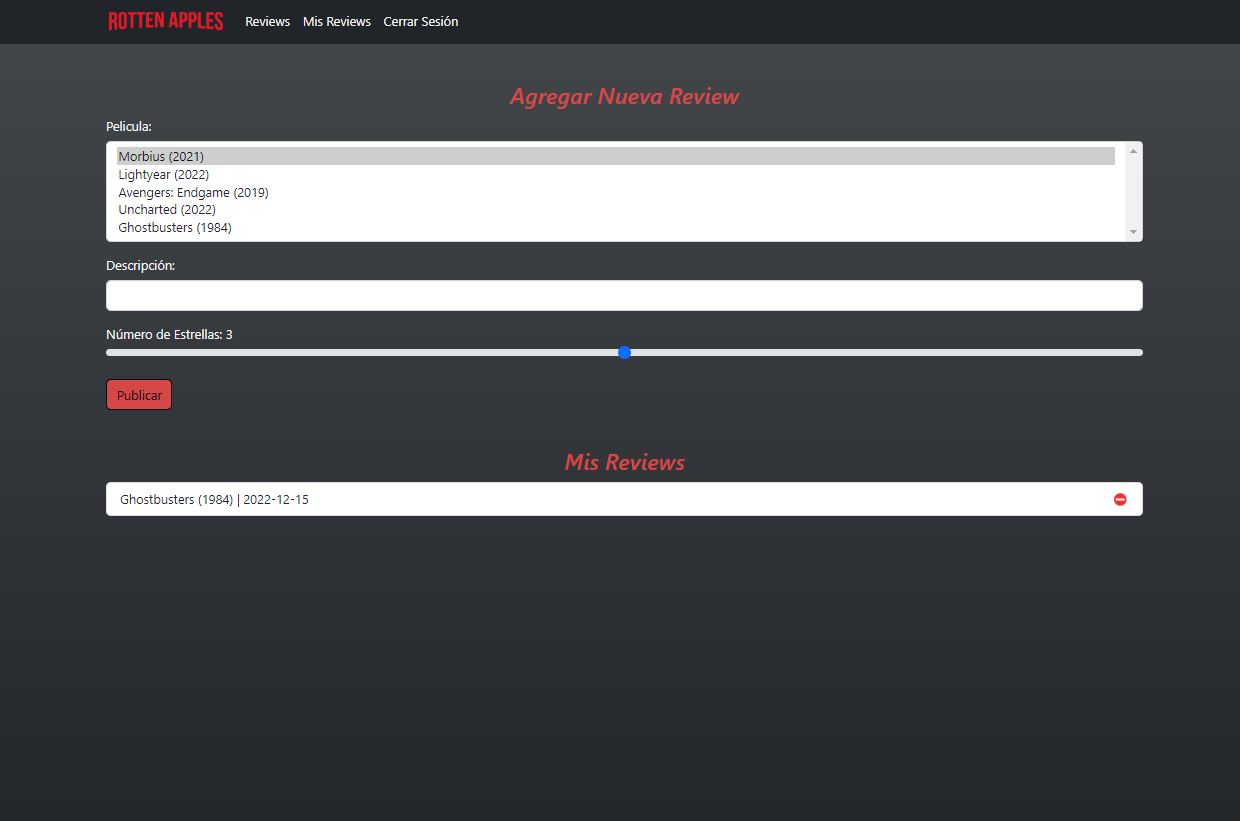 ROTTEN APPLES Reviews Mis Reviews Cerrar Sesión
Agregar Nueva Review
Pelicula:
Morbius (2021)
Lightyear (2022)
Avengers: Endgame (2019)
Uncharted (2022)
Ghostbusters (1984)
Descripción:
Número de Estrellas: 3
Publicar
Mis Reviews
Ghostbusters (1984) | 2022-12-15